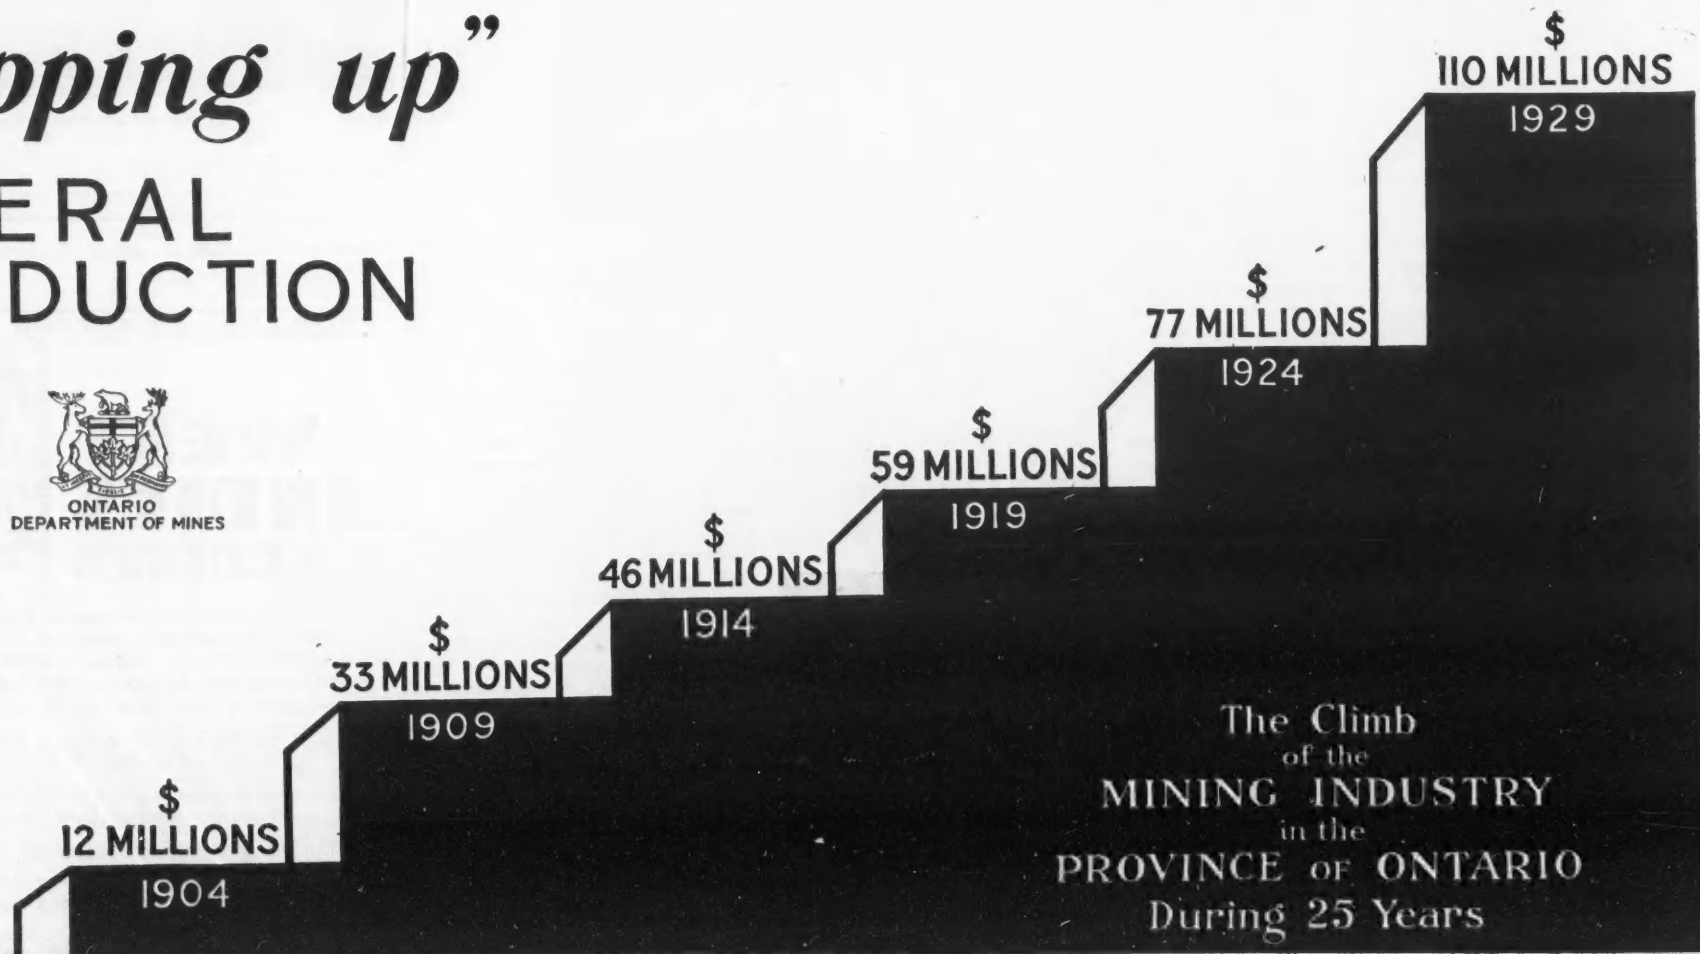 pping up”
ERAL
DUCTION
ONTARIO
DEPARTMENT OF MINES
$
12 MILLIONS
1904
$
33 MILLIONS
1909
$
46 MILLIONS
1914
$
59 MILLIONS
1919
$
77 MILLIONS
1924
$
110 MILLIONS
1929
The Climb
of the
MINING INDUSTRY
in the
PROVINCE OF ONTARIO
During 25 Years